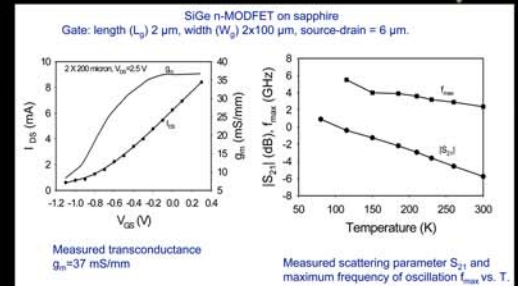 SiGe n-MODFET on sapphire
Gate: length (Lg) 2 μm, width (Wg) 2x100 μm, source-drain = 6 μm.
2 X 200 micron, VDS=2.5 V
gm
IDS
IDS (mA)
10
8
6
4
2
0
gm (mS/mm)
40
35
30
25
20
15
10
5
-1.2 -1.0 -0.8 -0.6 -0.4 -0.2 0.0 0.2 0.4
VGS (V)
Measured transconductance
gm=37 mS/mm
|S21| (dB), fmax (GHz)
8
6
4
2
0
-2
-4
-6
-8
fmax
|S21|
50 100 150 200 250 300
Temperature (K)
Measured scattering parameter S21 and
maximum frequency of oscillation fmax vs. T.